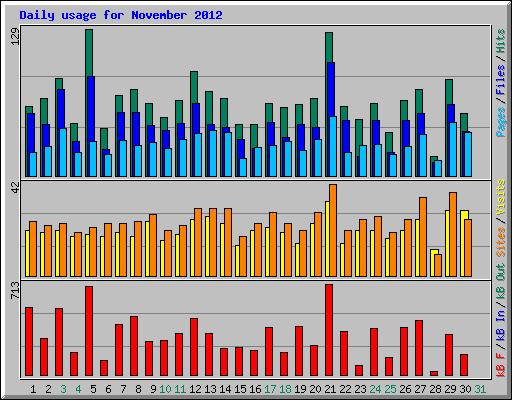 Daily usage for November 2012
129
Pages / Files / Hits
42
Sites / Visits
713
kB F / kB In / kB Out
1 2 3 4 5 6 7 8 9 10 11 12 13 14 15 16 17 18 19 20 21 22 23 24 25 26 27 28 29 30 31